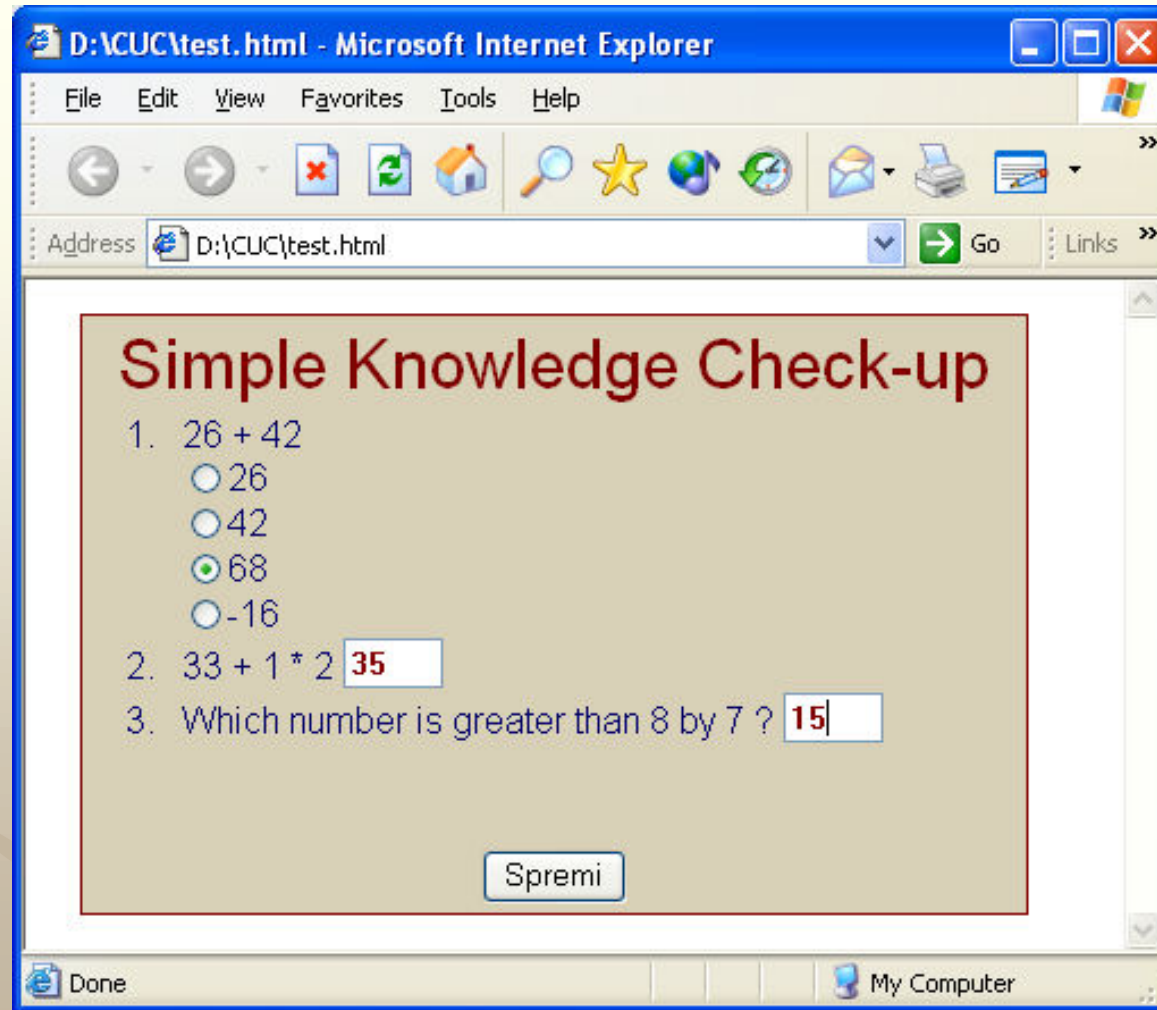 D:\CUC\test.html - Microsoft Internet Explorer
File Edit View Favorites Tools Help
Address D:\CUC\test.html Go Links »
Simple Knowledge Check-up
1. 26 + 42
26
42
68
-16
2. 33 + 1 * 2 35
3. Which number is greater than 8 by 7 ? 15
Spremi
Done My Computer